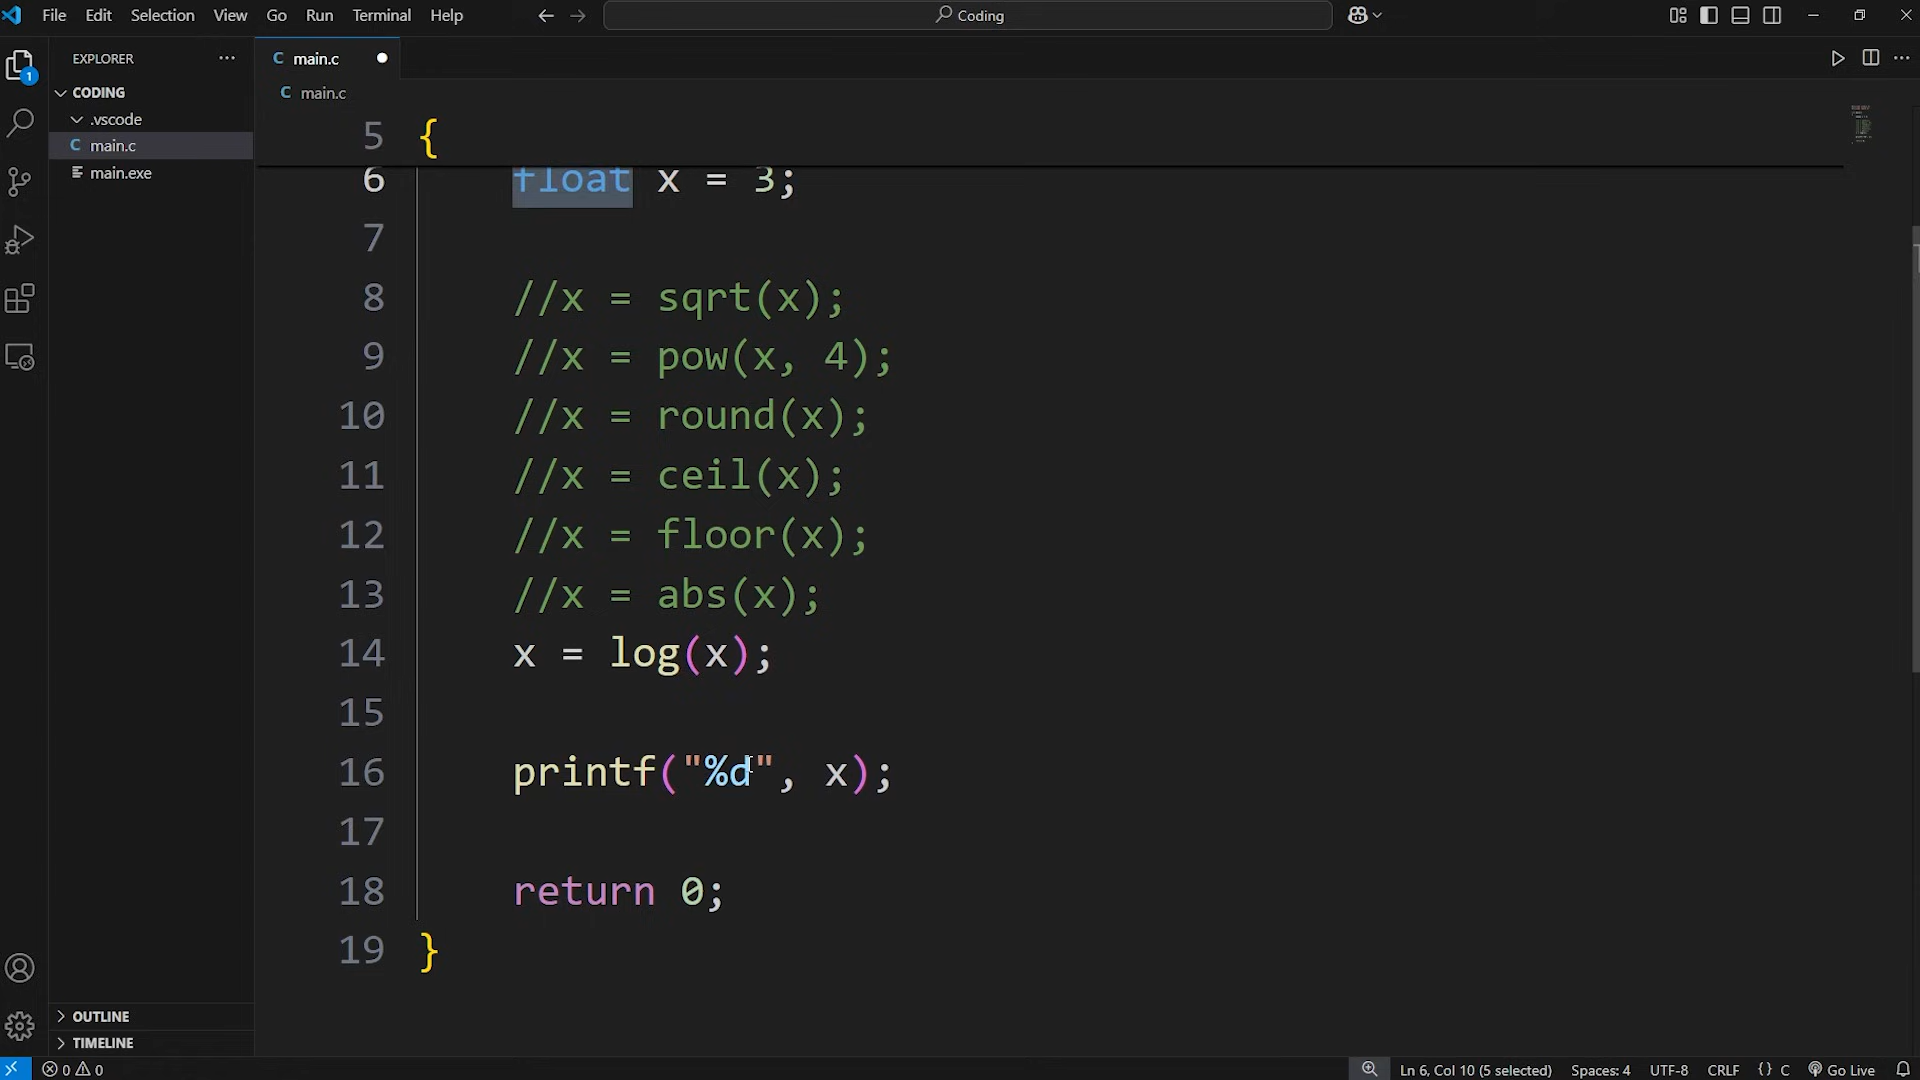 File Edit Selection View Go Run Terminal Help
Coding
EXPLORER
1
CODING
.vscode
C main.c
main.exe
OUTLINE
TIMELINE
C main.c
C main.c
5 {
6 float x = 3;
7
8 //x = sqrt(x);
9 //x = pow(x, 4);
10 //x = round(x);
11 //x = ceil(x);
12 //x = floor(x);
13 //x = abs(x);
14 x = log(x);
15
16 printf("%d", x);
17
18 return 0;
19 }
0 0
Ln 6, Col 10 (5 selected) Spaces: 4 UTF-8 CRLF {} C Go Live